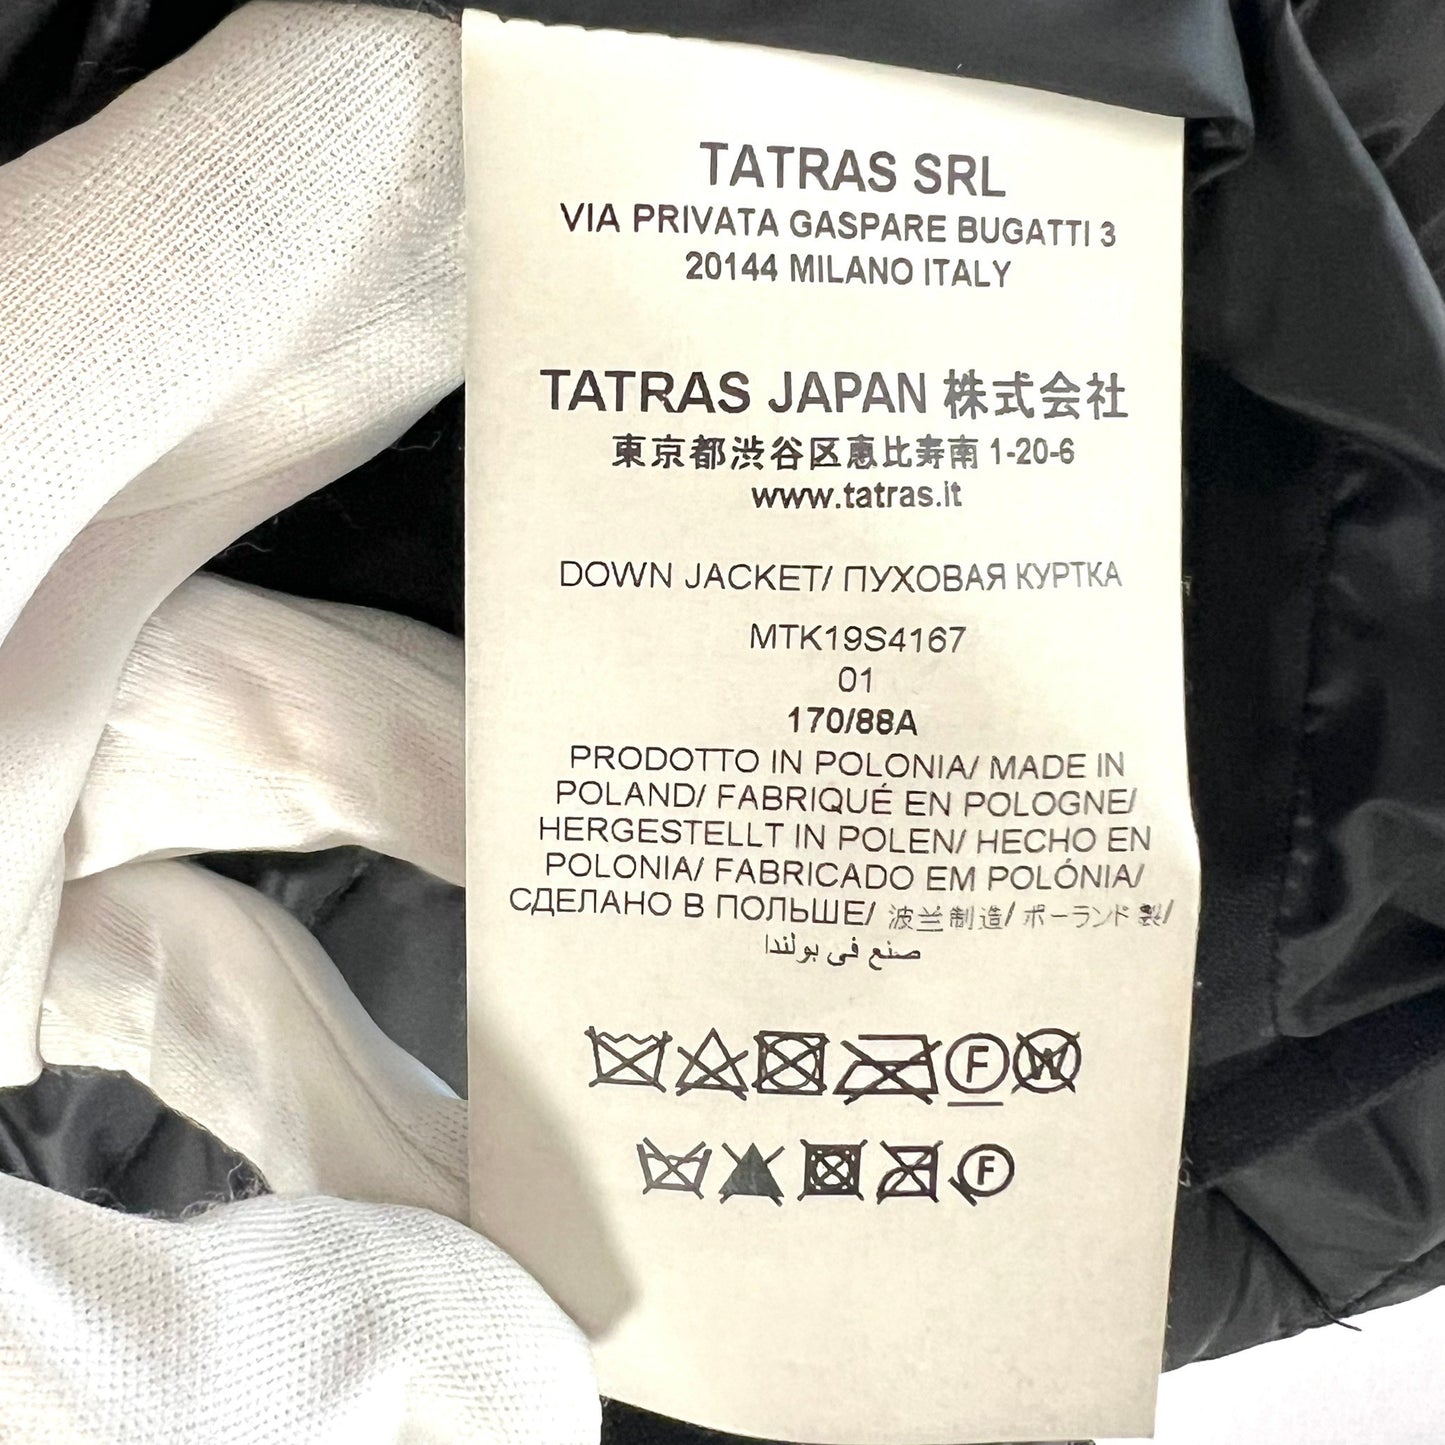 TATRAS SRL
VIA PRIVATA GASPARE BUGATTI 3
20144 MILANO ITALY
TATRAS JAPAN 株式会社
東京都渋谷区恵比寿南 1-20-6
www.tatras.it
DOWN JACKET/ ПУХОВАЯ КУРТКА
MTK19S4167
01
170/88A
PRODOTTO IN POLONIA/ MADE IN
POLAND/ FABRIQUÉ EN POLOGNE/
HERGESTELLT IN POLEN/ HECHO EN
POLONIA/ FABRICADO EM POLÓNIA/
СДЕЛАНО В ПОЛЬШЕ/ 波兰制造/ ポーランド製/
صنع في بولندا
F W
F